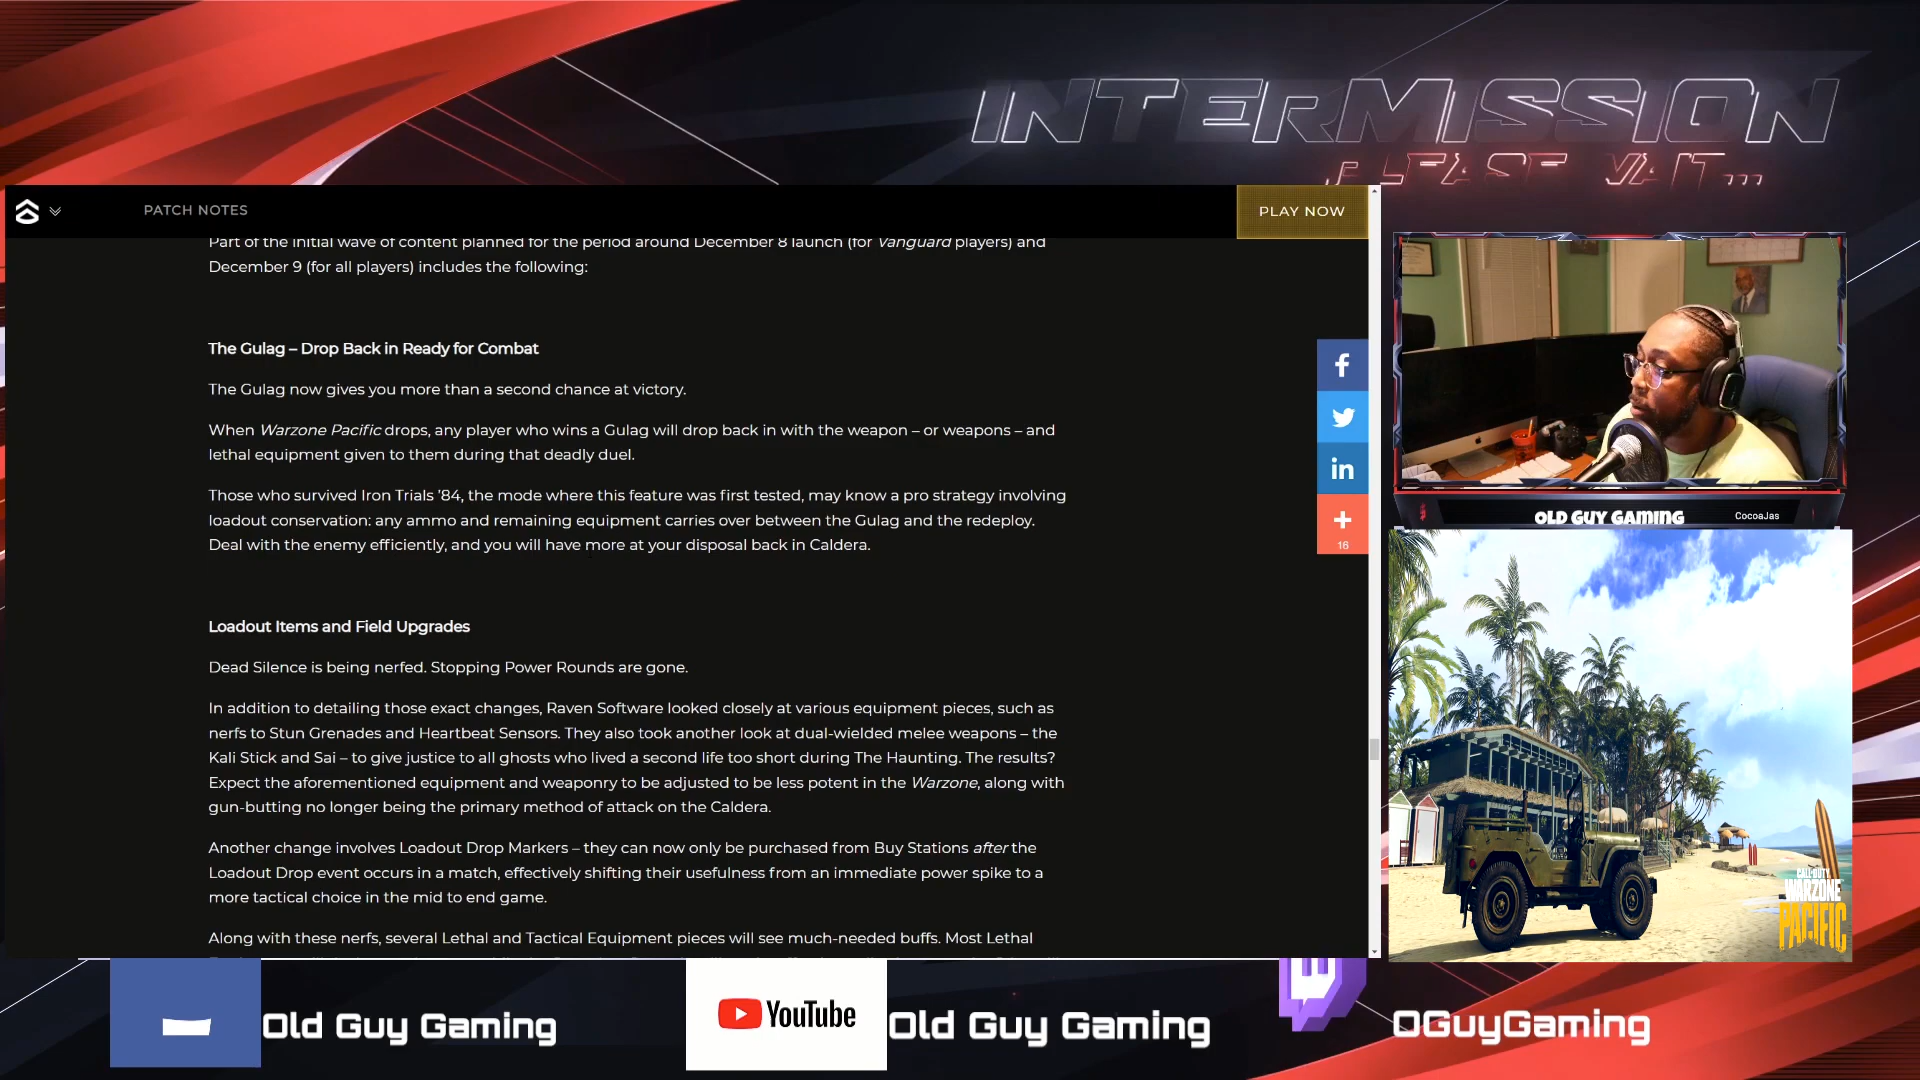 INTERMISSION
PLEASE WAIT...
PATCH NOTES
PLAY NOW
Part of the initial wave of content planned for the period around December 8 launch (for Vanguard players) and
December 9 (for all players) includes the following:
The Gulag – Drop Back in Ready for Combat
The Gulag now gives you more than a second chance at victory.
When Warzone Pacific drops, any player who wins a Gulag will drop back in with the weapon – or weapons – and
lethal equipment given to them during that deadly duel.
Those who survived Iron Trials '84, the mode where this feature was first tested, may know a pro strategy involving
loadout conservation: any ammo and remaining equipment carries over between the Gulag and the redeploy.
Deal with the enemy efficiently, and you will have more at your disposal back in Caldera.
Loadout Items and Field Upgrades
Dead Silence is being nerfed. Stopping Power Rounds are gone.
In addition to detailing those exact changes, Raven Software looked closely at various equipment pieces, such as
nerfs to Stun Grenades and Heartbeat Sensors. They also took another look at dual-wielded melee weapons – the
Kali Stick and Sai – to give justice to all ghosts who lived a second life too short during The Haunting. The results?
Expect the aforementioned equipment and weaponry to be adjusted to be less potent in the Warzone, along with
gun-butting no longer being the primary method of attack on the Caldera.
Another change involves Loadout Drop Markers – they can now only be purchased from Buy Stations after the
Loadout Drop event occurs in a match, effectively shifting their usefulness from an immediate power spike to a
more tactical choice in the mid to end game.
Along with these nerfs, several Lethal and Tactical Equipment pieces will see much-needed buffs. Most Lethal
f
in
+
16
OLD GUY GAMING
CocoaJas
CALL OF DUTY
WARZONE
PACIFIC
Old Guy Gaming
YouTube
Old Guy Gaming
OGuyGaming